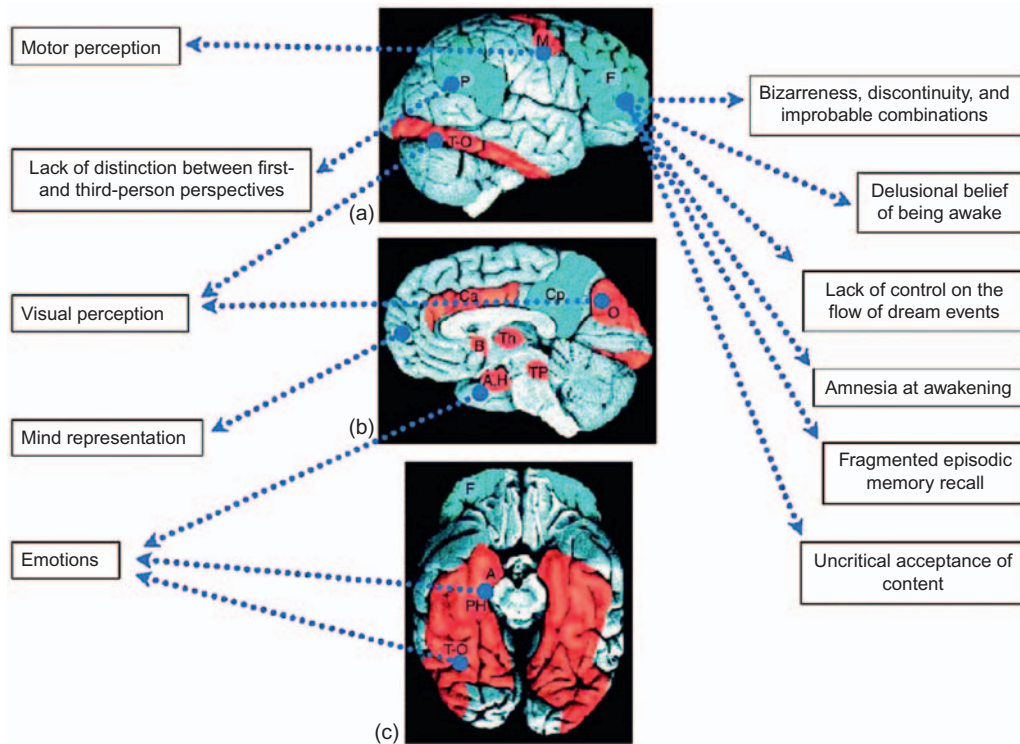 Motor perception
Lack of distinction between first-
and third-person perspectives
Visual perception
Mind representation
Emotions
M
P
F
T-O
(a)
Ca
Cp
O
B
Th
A,H
TP
(b)
F
A
PH
T-O
(c)
Bizarreness, discontinuity, and
improbable combinations
Delusional belief
of being awake
Lack of control on the
flow of dream events
Amnesia at awakening
Fragmented episodic
memory recall
Uncritical acceptance of
content